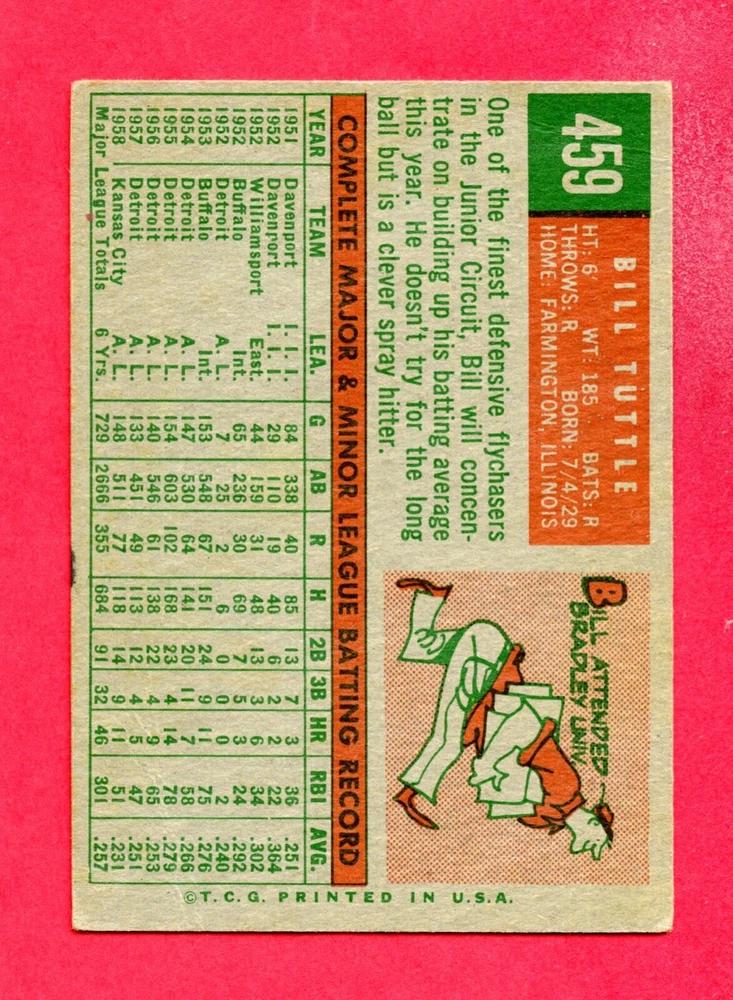 459
BILL TUTTLE
HT: 6' WT: 185 BATS: R
THROWS: R BORN: 7/4/29
HOME: FARMINGTON, ILLINOIS
One of the finest defensive flychasers
in the Junior Circuit, Bill will concen-
trate on building up his batting average
this year. He doesn't try for the long
ball but is a clever spray hitter.
BILL ATTENDED
BRADLEY UNIV.
COMPLETE MAJOR & MINOR LEAGUE BATTING RECORD
YEAR TEAM LEA. G AB R H 2B 3B HR RBI AVG.
1951 Davenport I. I. I. 84 338 40 85 13 7 3 36 .251
1952 Davenport I. I. I. 29 110 19 40 6 2 2 22 .364
1952 Williamsport East. 44 159 31 48 13 3 6 34 .302
1952 Buffalo Int. 65 236 30 69 7 5 3 24 .292
1952 Detroit A. L. 7 25 2 6 0 0 0 2 .240
1953 Buffalo Int. 153 548 67 151 24 9 11 75 .276
1954 Detroit A. L. 147 530 64 141 20 11 7 58 .266
1955 Detroit A. L. 154 603 102 168 23 4 14 78 .279
1956 Detroit A. L. 140 546 61 138 22 4 9 65 .253
1957 Detroit A. L. 133 451 49 113 12 4 5 47 .251
1958 Kansas City A. L. 148 511 77 118 14 9 11 51 .231
Major League Totals 6 Yrs. 729 2666 355 684 91 32 46 301 .257
©T.C.G. PRINTED IN U.S.A.